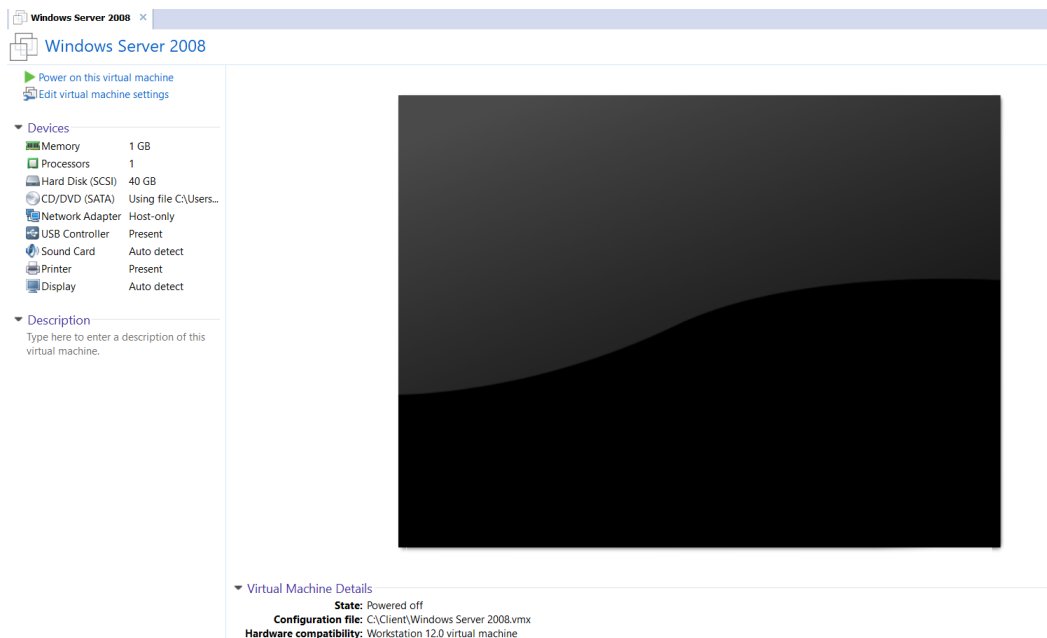 Windows Server 2008 ×
Windows Server 2008
Power on this virtual machine
Edit virtual machine settings
Devices
Memory 1 GB
Processors 1
Hard Disk (SCSI) 40 GB
CD/DVD (SATA) Using file C:\Users...
Network Adapter Host-only
USB Controller Present
Sound Card Auto detect
Printer Present
Display Auto detect
Description
Type here to enter a description of this
virtual machine.
Virtual Machine Details
State: Powered off
Configuration file: C:\Client\Windows Server 2008.vmx
Hardware compatibility: Workstation 12.0 virtual machine